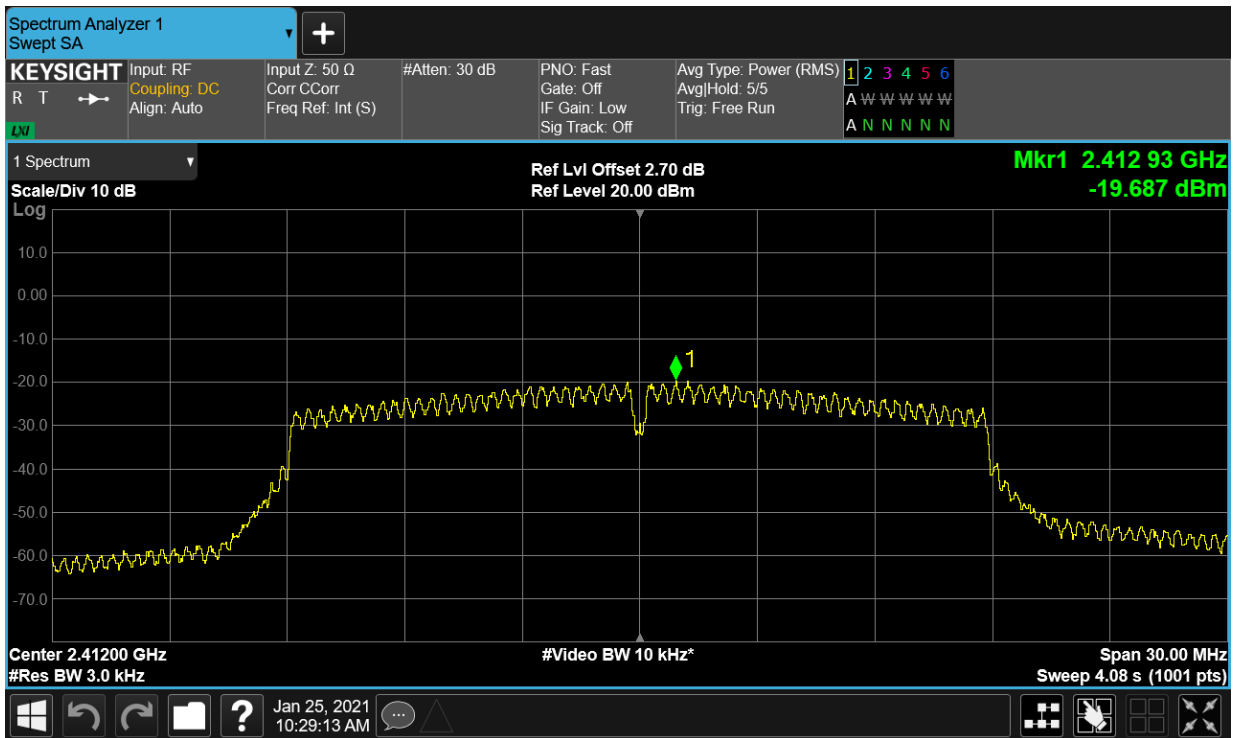 Spectrum Analyzer 1
Swept SA
KEYSIGHT
R T
LXI
Input: RF
Coupling: DC
Align: Auto
Input Z: 50 Ω
Corr CCorr
Freq Ref: Int (S)
#Atten: 30 dB
PNO: Fast
Gate: Off
IF Gain: Low
Sig Track: Off
Avg Type: Power (RMS)
Avg|Hold: 5/5
Trig: Free Run
1 2 3 4 5 6
A W W W W W
A N N N N N
1 Spectrum
Scale/Div 10 dB
Log
Ref Lvl Offset 2.70 dB
Ref Level 20.00 dBm
Mkr1 2.412 93 GHz
-19.687 dBm
10.0
0.00
-10.0
1
-20.0
-30.0
-40.0
-50.0
-60.0
-70.0
Center 2.41200 GHz
#Res BW 3.0 kHz
#Video BW 10 kHz*
Span 30.00 MHz
Sweep 4.08 s (1001 pts)
?
Jan 25, 2021
10:29:13 AM